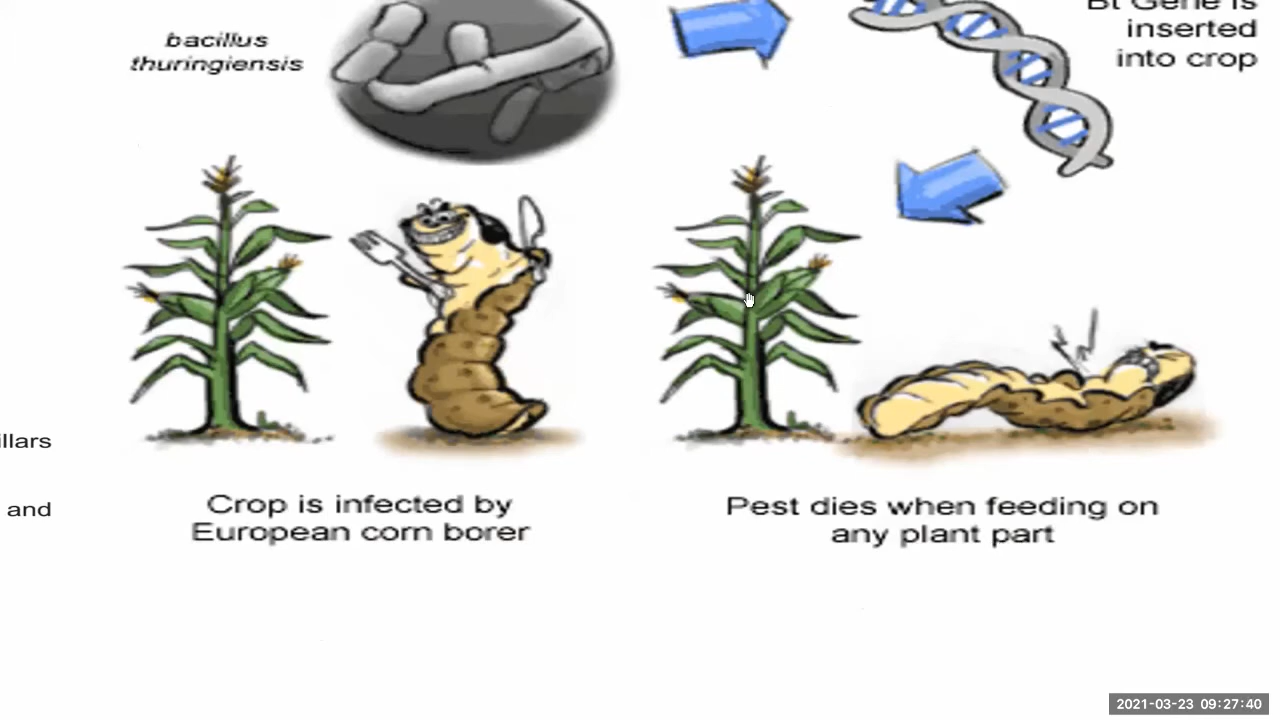 Bt Gene is
inserted
into crop
bacillus
thuringiensis
illars
and
Crop is infected by
European corn borer
Pest dies when feeding on
any plant part
2021-03-23 09:27:40